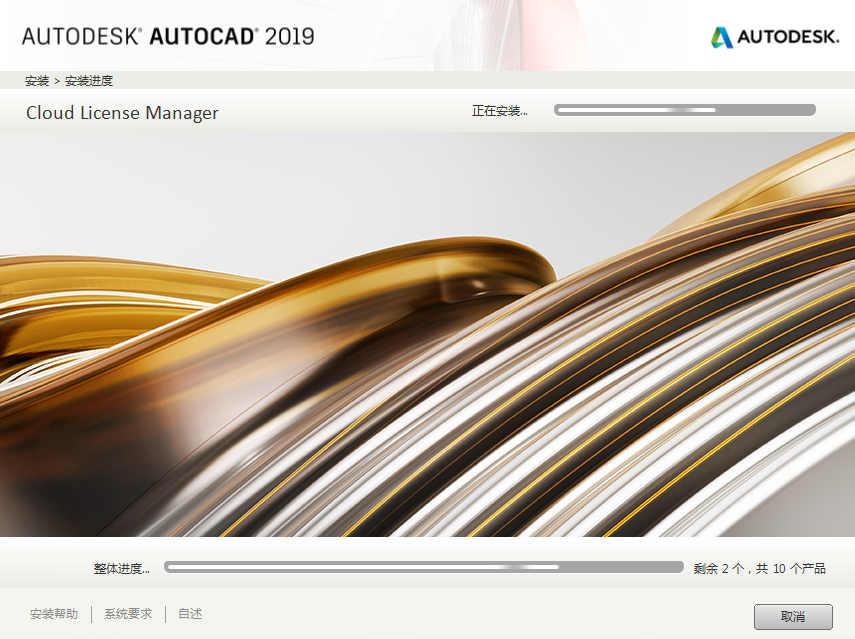 AUTODESK® AUTOCAD® 2019
AUTODESK.
安装 > 安装进度
Cloud License Manager
正在安装...
整体进度...
剩余 2 个，共 10 个产品
安装帮助
系统要求
自述
取消